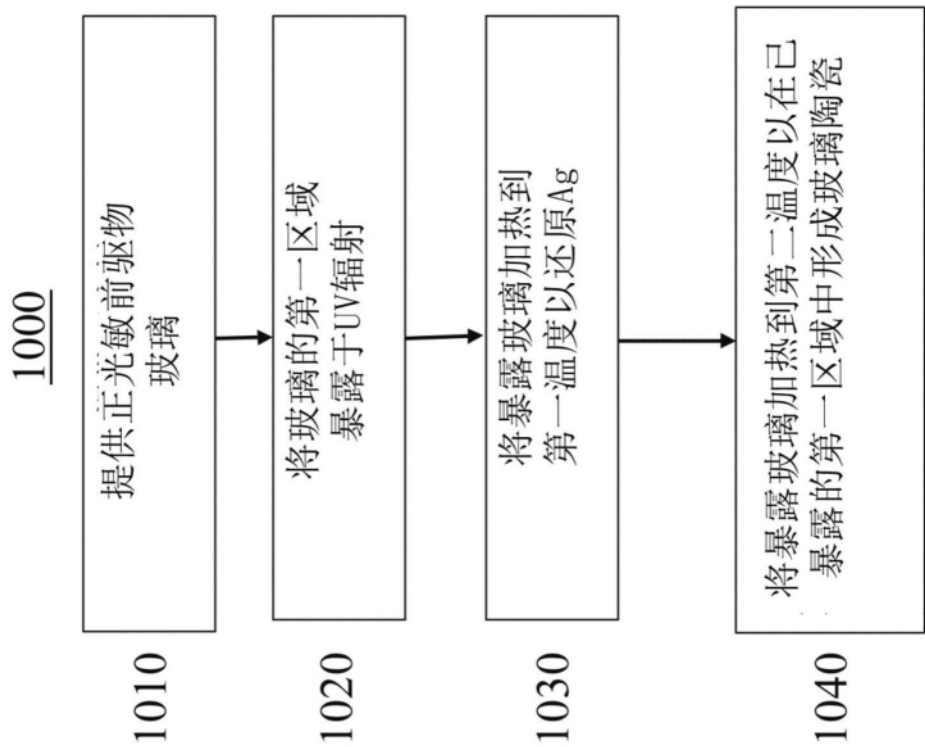 1000
1010
提供正光敏前驱物
玻璃
1020
将玻璃的第一区域
暴露于UV辐射
1030
将暴露玻璃加热到
第一温度以还原Ag
1040
将暴露玻璃加热到第二温度以在已
暴露的第一区域中形成玻璃陶瓷